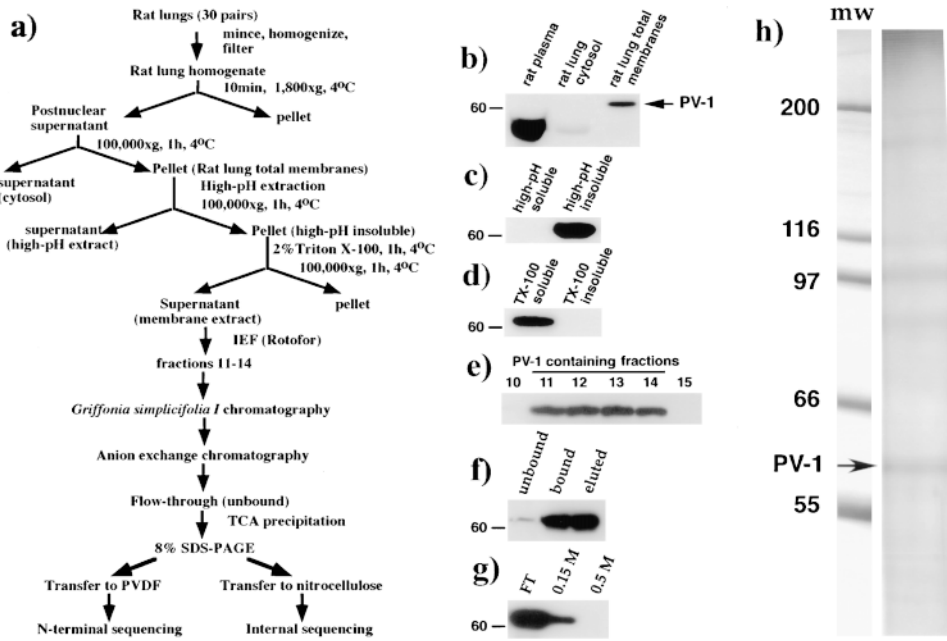 a)
Rat lungs (30 pairs)
mince, homogenize,
filter
Rat lung homogenate
10min, 1,800xg, 4°C
Postnuclear
supernatant
pellet
100,000xg, 1h, 4°C
supernatant
(cytosol)
Pellet (Rat lung total membranes)
High-pH extraction
100,000xg, 1h, 4°C
supernatant
(high-pH extract)
Pellet (high-pH insoluble)
2%Triton X-100, 1h, 4°C
100,000xg, 1h, 4°C
Supernatant
(membrane extract)
pellet
IEF (Rotofor)
fractions 11-14
Griffonia simplicifolia I chromatography
Anion exchange chromatography
Flow-through (unbound)
TCA precipitation
8% SDS-PAGE
Transfer to PVDF
Transfer to nitrocellulose
N-terminal sequencing
Internal sequencing
b)
rat plasma
rat lung
cytosol
rat lung total
membranes
60
PV-1
c)
high-pH
soluble
high-pH
insoluble
60
d)
TX-100
soluble
TX-100
insoluble
60
e)
PV-1 containing fractions
10 11 12 13 14 15
f)
unbound
bound
eluted
60
g)
FT
0.15 M
0.5 M
60
h)
mw
200
116
97
66
PV-1
55